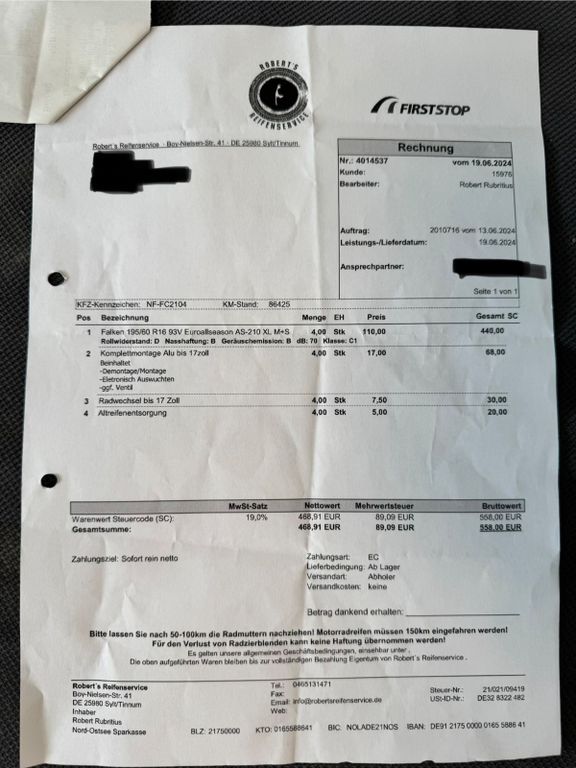 ROBERT'S
REIFENSERVICE
FIRSTSTOP
Robert´s Reifenservice - Boy-Nielsen-Str. 41 - DE 25980 Sylt/Tinnum
Rechnung
Nr.: 4014537 vom 19.06.2024
Kunde: 15976
Bearbeiter: Robert Rubritius
Auftrag: 2010716 vom 13.06.2024
Leistungs-/Lieferdatum: 19.06.2024
Ansprechpartner:
Seite 1 von 1
KFZ-Kennzeichen: NF-FC2104 KM-Stand: 86425
Pos Bezeichnung Menge EH Preis Gesamt SC
1 Falken 195/60 R16 93V Euroallseason AS-210 XL M+S 4,00 Stk 110,00 440,00
Rollwiderstand: D Nasshaftung: B Geräuschemission: B dB: 70 Klasse: C1
2 Komplettmontage Alu bis 17zoll 4,00 Stk 17,00 68,00
Beinhaltet
-Demontage/Montage
-Eletronisch Auswuchten
-ggf. Ventil
3 Radwechsel bis 17 Zoll 4,00 Stk 7,50 30,00
4 Altreifenentsorgung 4,00 Stk 5,00 20,00
MwSt-Satz Nettowert Mehrwertsteuer Bruttowert
Warenwert Steuercode (SC): 19,0% 468,91 EUR 89,09 EUR 558,00 EUR
Gesamtsumme: 468,91 EUR 89,09 EUR 558,00 EUR
Zahlungsziel: Sofort rein netto
Zahlungsart: EC
Lieferbedingung: Ab Lager
Versandart: Abholer
Versandkosten: keine
Betrag dankend erhalten:
Bitte lassen Sie nach 50-100km die Radmuttern nachziehen! Motorradreifen müssen 150km eingefahren werden!
Für den Verlust von Radzierblenden kann keine Haftung übernommen werden!
Es gelten unsere allgemeinen Geschäftsbedingungen, einsehbar unter .
Die oben aufgeführten Waren bleiben bis zur vollständigen Bezahlung Eigentum von Robert´s Reifenservice .
Robert´s Reifenservice
Boy-Nielsen-Str. 41
DE 25980 Sylt/Tinnum
Inhaber
Robert Rubritius
Nord-Ostsee Sparkasse
Tel.: 0465131471
Fax:
Email: info@robertsreifenservice.de
Web:
Steuer-Nr.: 21/021/09419
USt-ID-Nr.: DE32 8322 482
BLZ: 21750000 KTO: 0165588641 BIC: NOLADE21NOS IBAN: DE91 2175 0000 0165 5886 41